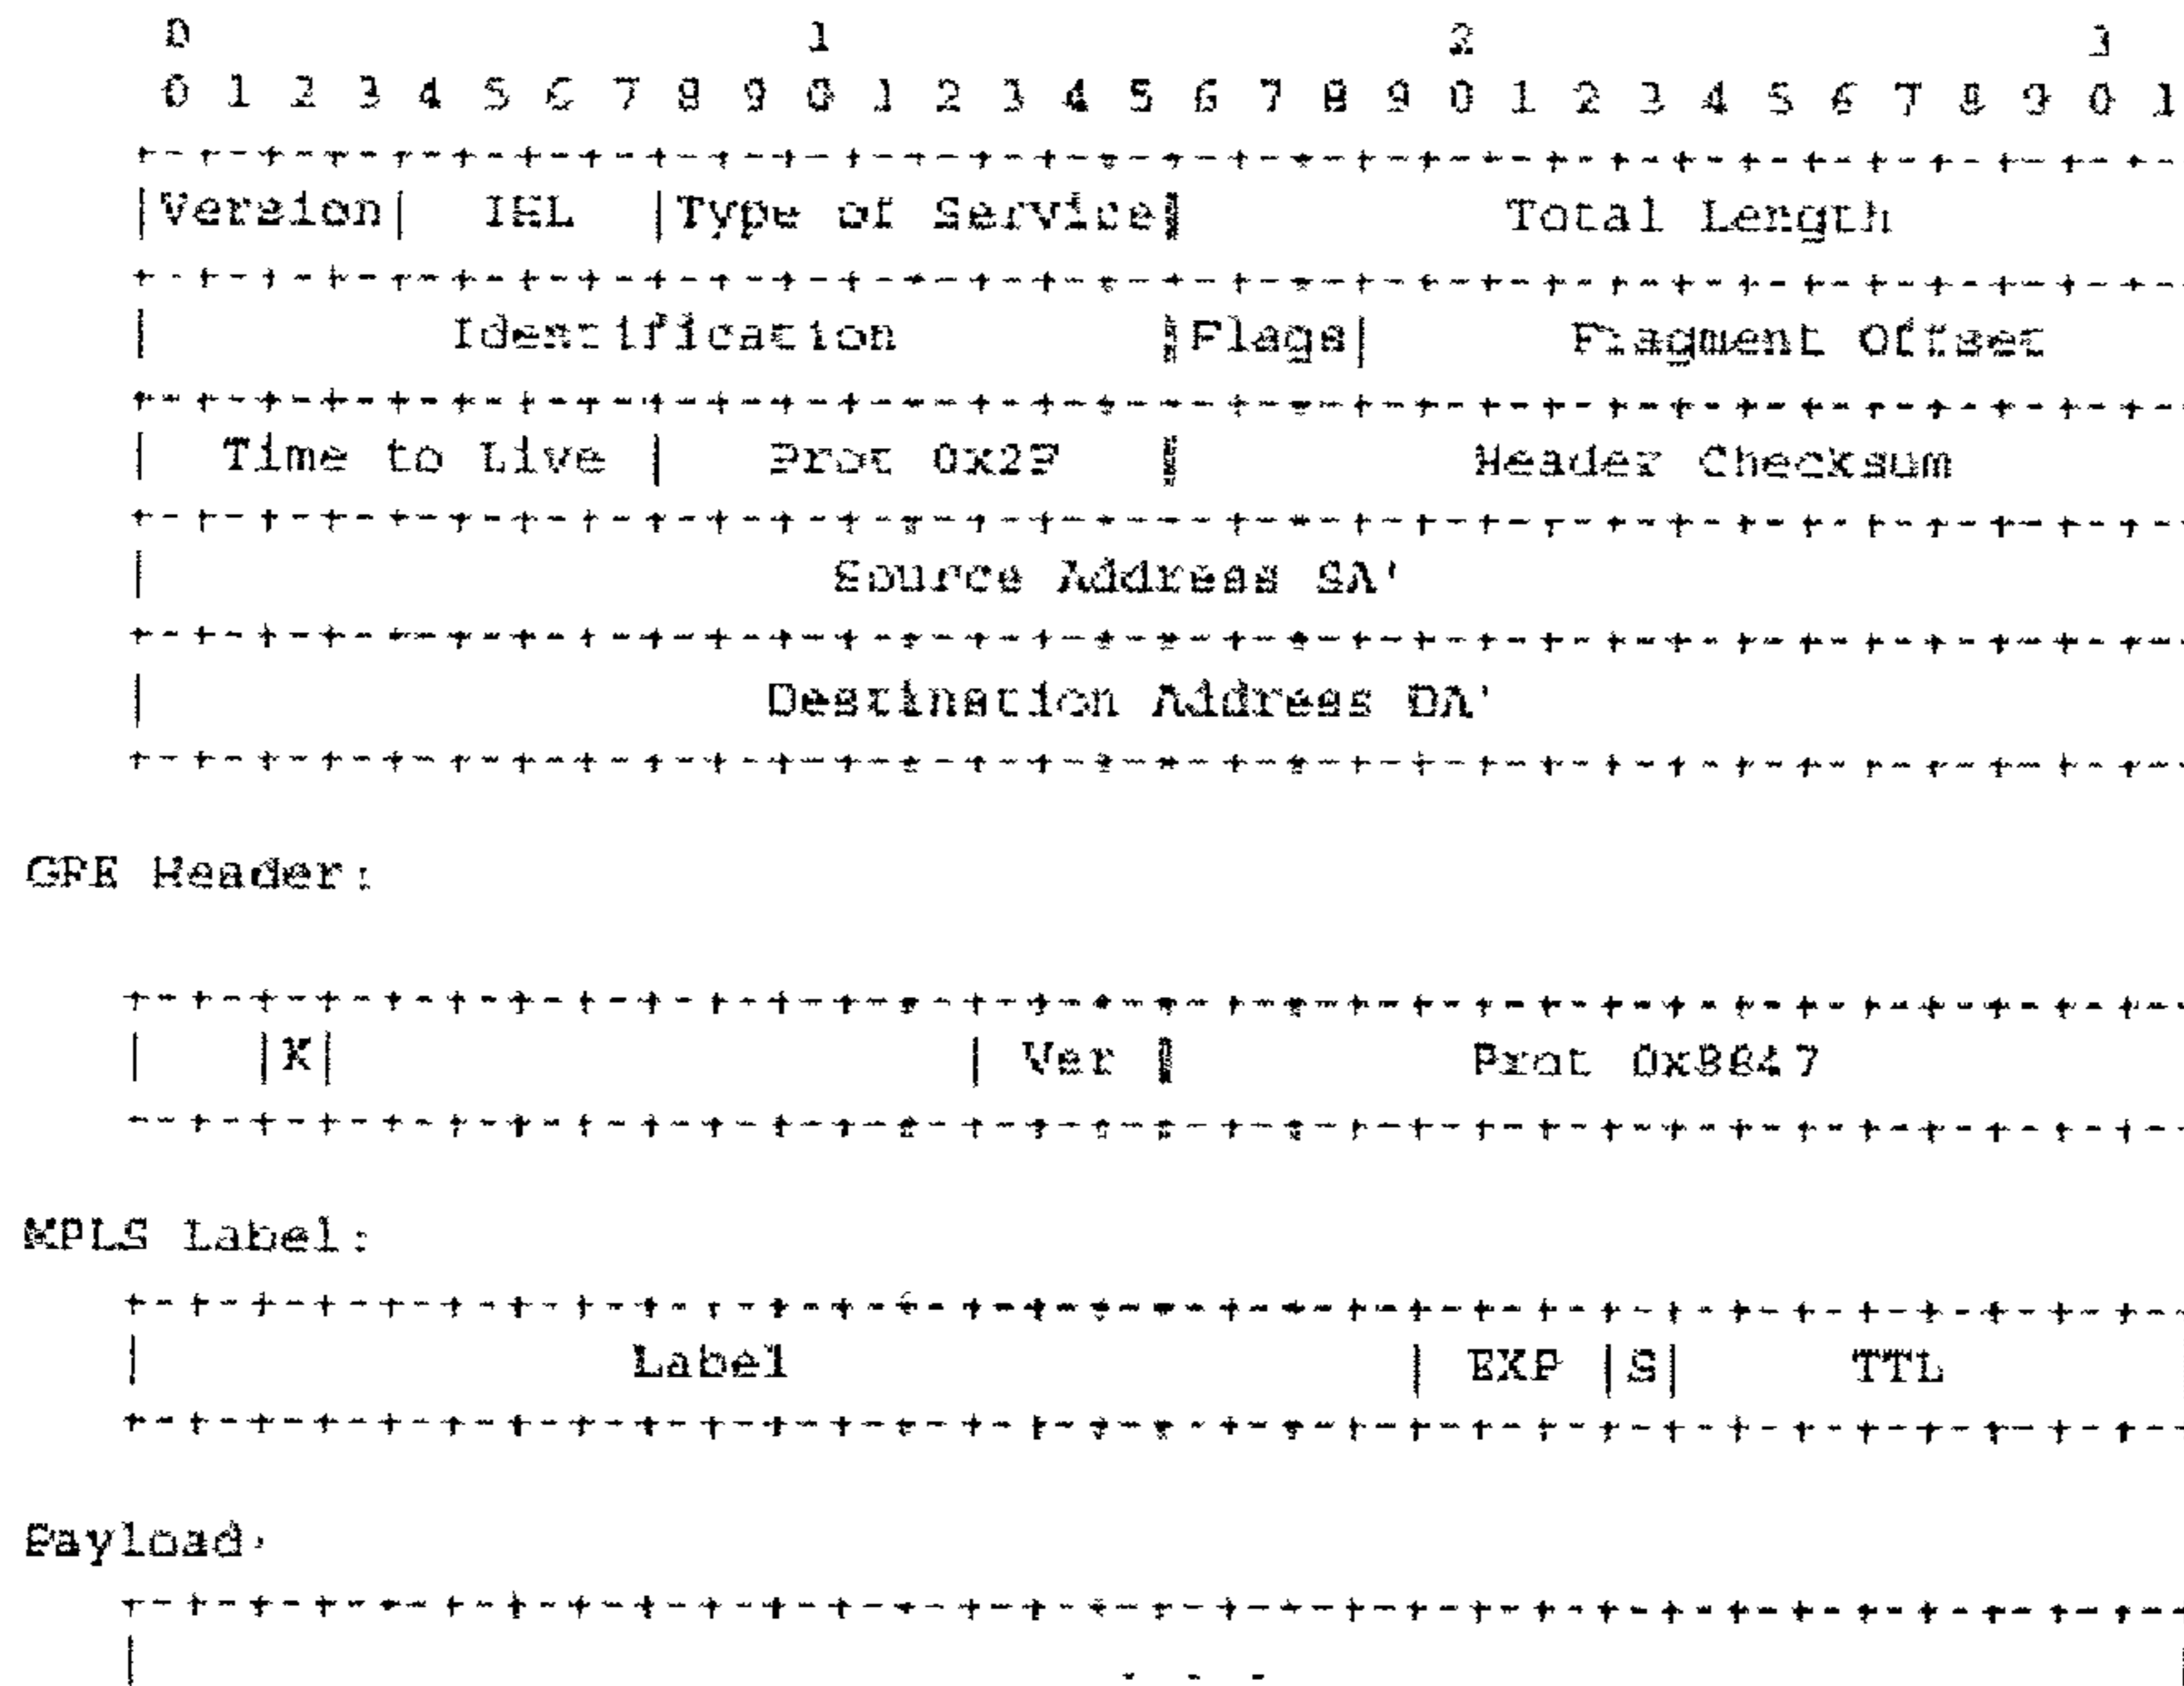 0 1 2 3
0 1 2 3 4 5 6 7 8 9 0 1 2 3 4 5 6 7 8 9 0 1 2 3 4 5 6 7 8 9 0 1
+-+-+-+-+-+-+-+-+-+-+-+-+-+-+-+-+-+-+-+-+-+-+-+-+-+-+-+-+-+-+-+-
|Version| IHL |Type of Service| Total Length
+-+-+-+-+-+-+-+-+-+-+-+-+-+-+-+-+-+-+-+-+-+-+-+-+-+-+-+-+-+-+-+-
| Identification |Flags| Fragment Offset
+-+-+-+-+-+-+-+-+-+-+-+-+-+-+-+-+-+-+-+-+-+-+-+-+-+-+-+-+-+-+-+-
| Time to Live | Prot 0x2F | Header Checksum
+-+-+-+-+-+-+-+-+-+-+-+-+-+-+-+-+-+-+-+-+-+-+-+-+-+-+-+-+-+-+-+-
| Source Address SA'
+-+-+-+-+-+-+-+-+-+-+-+-+-+-+-+-+-+-+-+-+-+-+-+-+-+-+-+-+-+-+-+-
| Destination Address DA'
+-+-+-+-+-+-+-+-+-+-+-+-+-+-+-+-+-+-+-+-+-+-+-+-+-+-+-+-+-+-+-+-
GRE Header:
+-+-+-+-+-+-+-+-+-+-+-+-+-+-+-+-+-+-+-+-+-+-+-+-+-+-+-+-+-+-+-+-
| |K| | Ver | Prot 0x8847
+-+-+-+-+-+-+-+-+-+-+-+-+-+-+-+-+-+-+-+-+-+-+-+-+-+-+-+-+-+-+-+-
MPLS Label:
+-+-+-+-+-+-+-+-+-+-+-+-+-+-+-+-+-+-+-+-+-+-+-+-+-+-+-+-+-+-+-+-
| Label | EXP |S| TTL |
+-+-+-+-+-+-+-+-+-+-+-+-+-+-+-+-+-+-+-+-+-+-+-+-+-+-+-+-+-+-+-+-
Payload:
+-+-+-+-+-+-+-+-+-+-+-+-+-+-+-+-+-+-+-+-+-+-+-+-+-+-+-+-+-+-+-+-